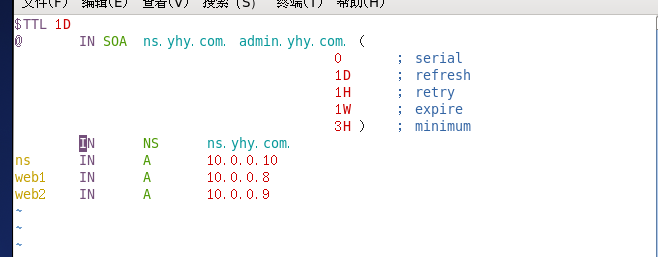 文件(F) 编辑(E) 查看(V) 搜索 (S) 终端(T) 帮助(H)
$TTL 1D
@ IN SOA ns.yhy.com. admin.yhy.com. (
0 ; serial
1D ; refresh
1H ; retry
1W ; expire
3H ) ; minimum
IN NS ns.yhy.com.
ns IN A 10.0.0.10
web1 IN A 10.0.0.8
web2 IN A 10.0.0.9
~
~
~